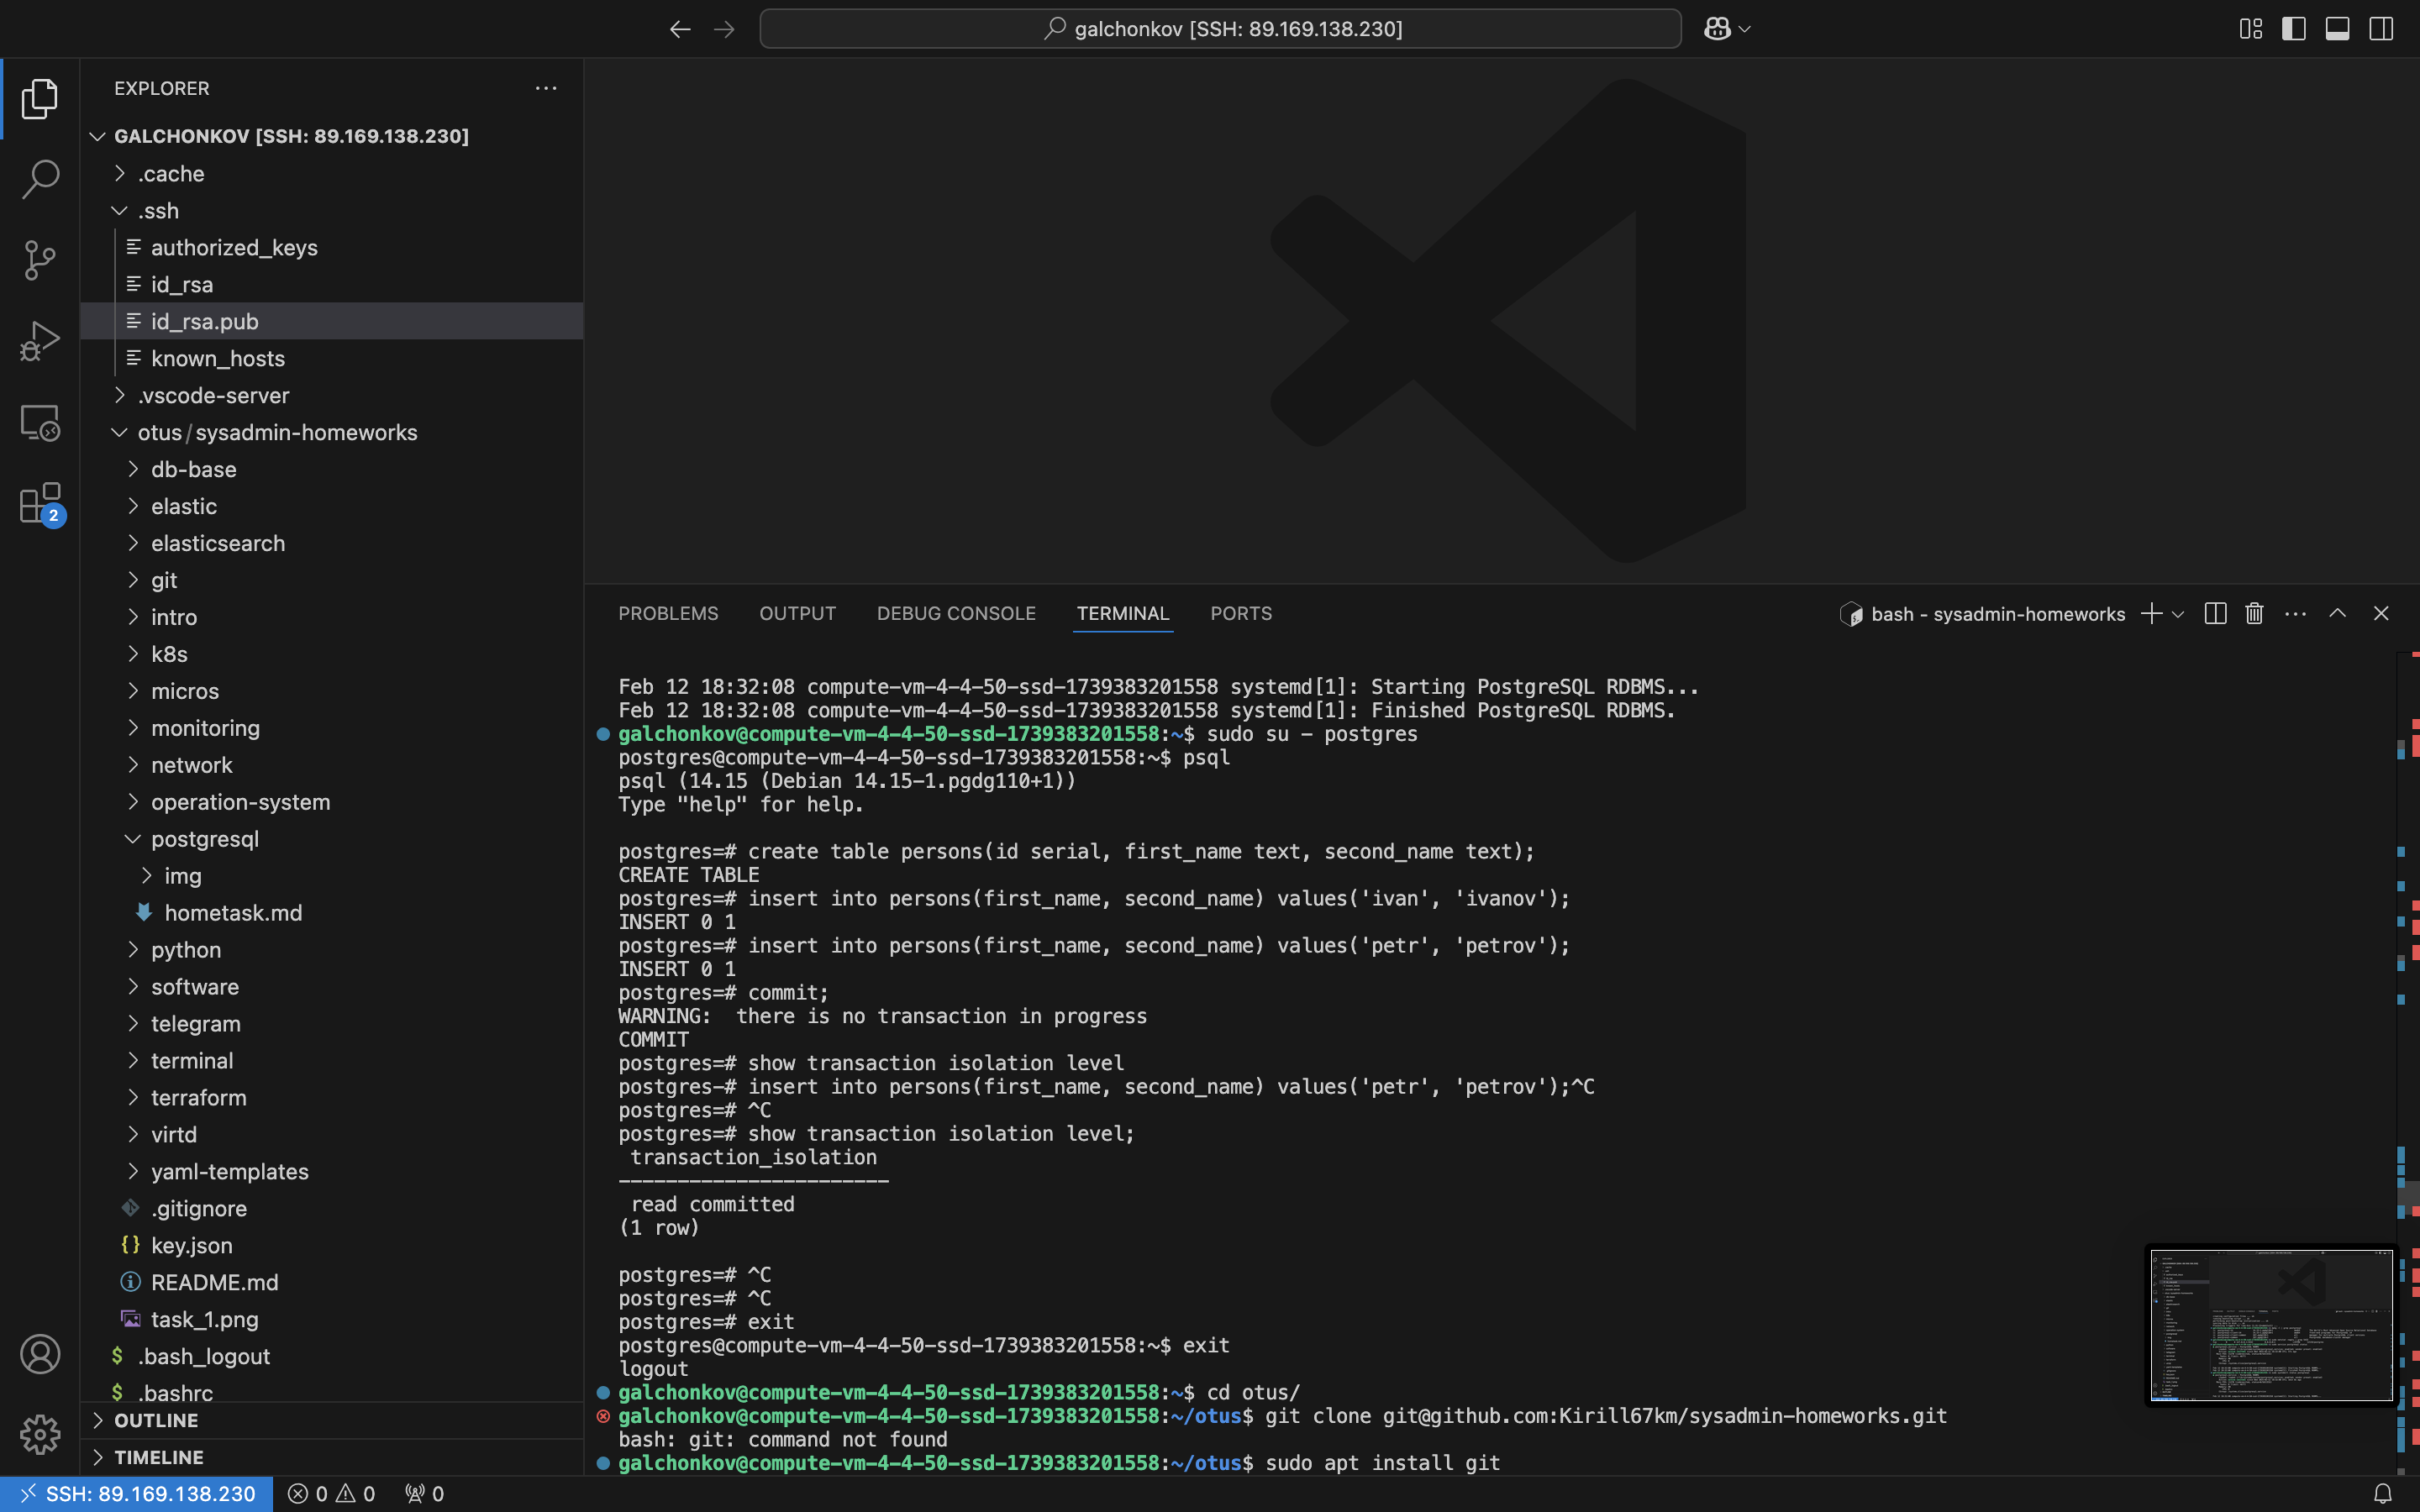 galchonkov [SSH: 89.169.138.230]
EXPLORER
GALCHONKOV [SSH: 89.169.138.230]
.cache
.ssh
authorized_keys
id_rsa
id_rsa.pub
known_hosts
.vscode-server
otus/sysadmin-homeworks
db-base
elastic
elasticsearch
git
intro
k8s
micros
monitoring
network
operation-system
postgresql
img
hometask.md
python
software
telegram
terminal
terraform
virtd
yaml-templates
.gitignore
key.json
README.md
task_1.png
.bash_logout
.bashrc
OUTLINE
TIMELINE
2
PROBLEMS OUTPUT DEBUG CONSOLE TERMINAL PORTS
bash - sysadmin-homeworks
Feb 12 18:32:08 compute-vm-4-4-50-ssd-1739383201558 systemd[1]: Starting PostgreSQL RDBMS...
Feb 12 18:32:08 compute-vm-4-4-50-ssd-1739383201558 systemd[1]: Finished PostgreSQL RDBMS.
galchonkov@compute-vm-4-4-50-ssd-1739383201558:~$ sudo su - postgres
postgres@compute-vm-4-4-50-ssd-1739383201558:~$ psql
psql (14.15 (Debian 14.15-1.pgdg110+1))
Type "help" for help.
postgres=# create table persons(id serial, first_name text, second_name text);
CREATE TABLE
postgres=# insert into persons(first_name, second_name) values('ivan', 'ivanov');
INSERT 0 1
postgres=# insert into persons(first_name, second_name) values('petr', 'petrov');
INSERT 0 1
postgres=# commit;
WARNING:  there is no transaction in progress
COMMIT
postgres=# show transaction isolation level
postgres-# insert into persons(first_name, second_name) values('petr', 'petrov');^C
postgres=# ^C
postgres=# show transaction isolation level;
transaction_isolation
-----------------------
read committed
(1 row)
postgres=# ^C
postgres=# ^C
postgres=# exit
postgres@compute-vm-4-4-50-ssd-1739383201558:~$ exit
logout
galchonkov@compute-vm-4-4-50-ssd-1739383201558:~$ cd otus/
galchonkov@compute-vm-4-4-50-ssd-1739383201558:~/otus$ git clone git@github.com:Kirill67km/sysadmin-homeworks.git
bash: git: command not found
galchonkov@compute-vm-4-4-50-ssd-1739383201558:~/otus$ sudo apt install git
SSH: 89.169.138.230 0 0 0